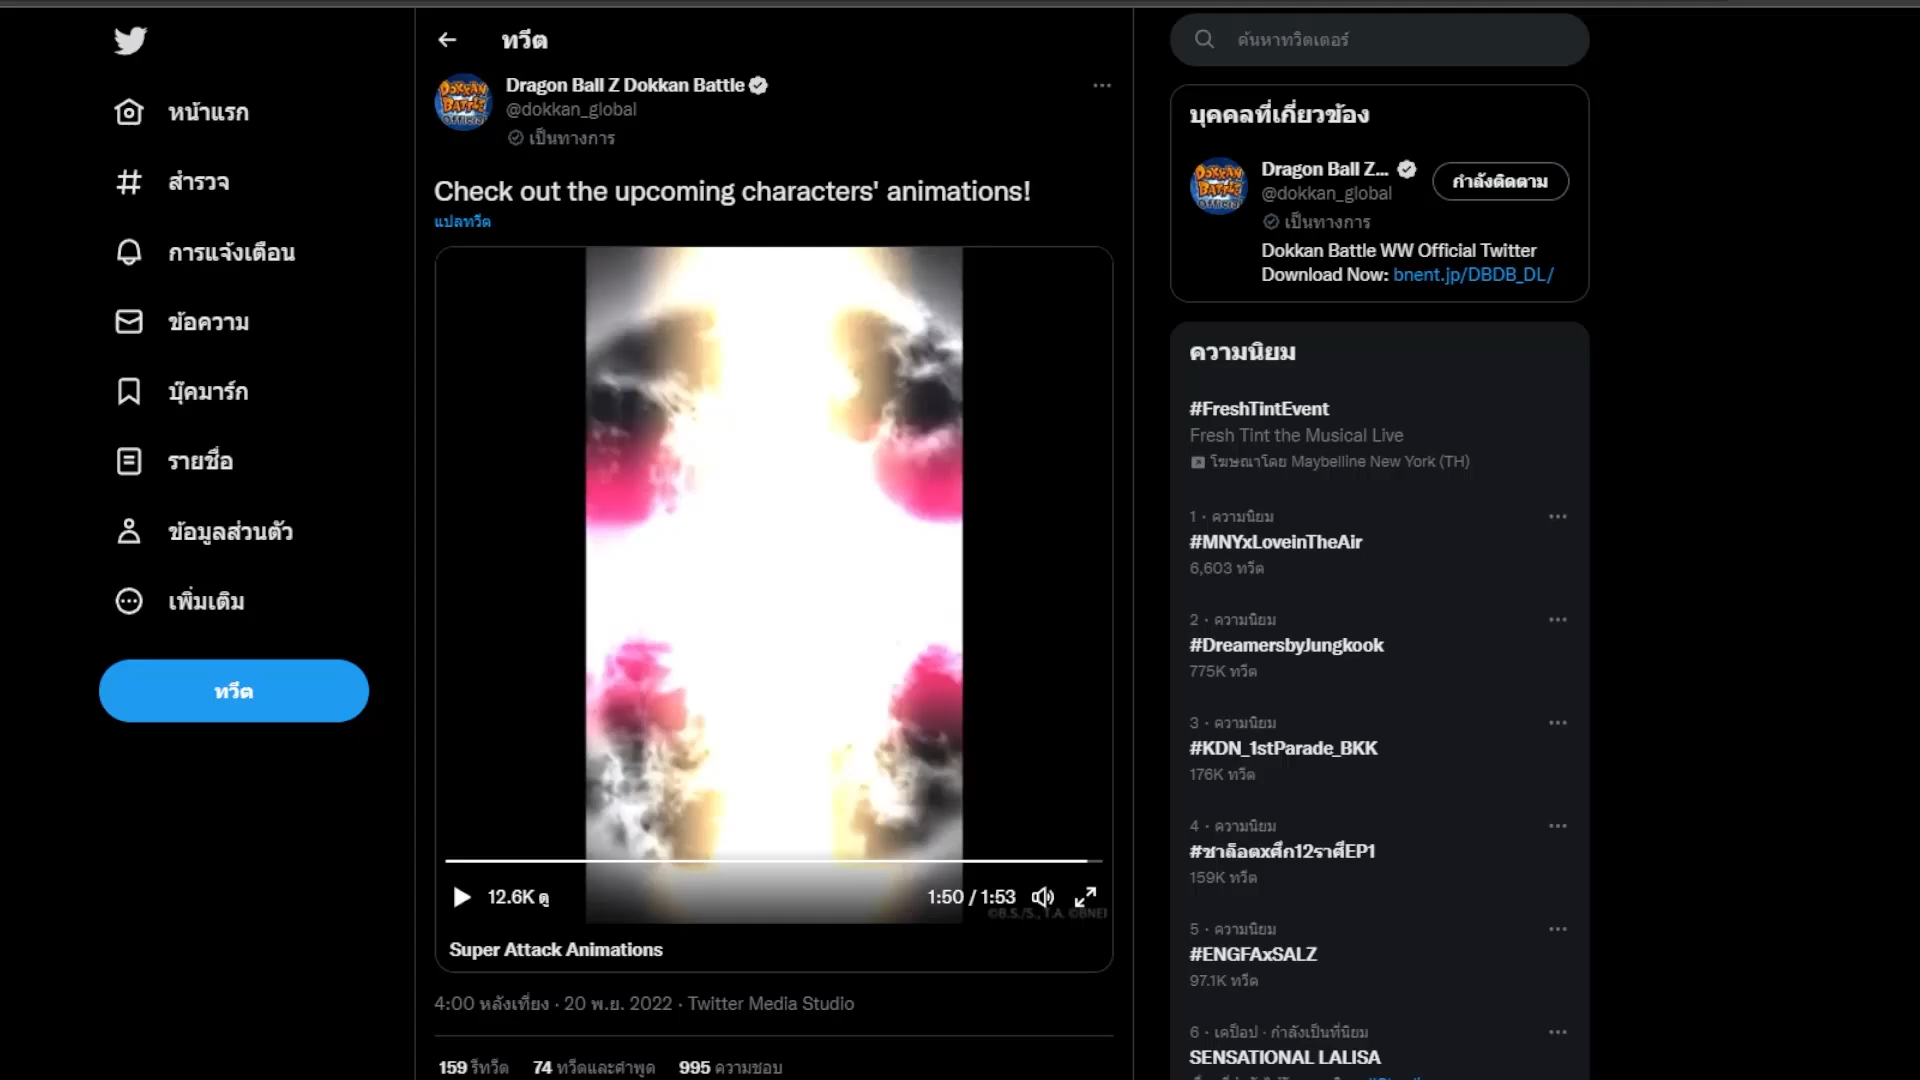 หน้าแรก
สำรวจ
การแจ้งเตือน
ข้อความ
บุ๊คมาร์ก
รายชื่อ
ข้อมูลส่วนตัว
เพิ่มเติม
ทวีต
ทวีต
Dragon Ball Z Dokkan Battle
@dokkan_global
เป็นทางการ
Check out the upcoming characters' animations!
แปลทวีต
12.6K ดู
1:50 / 1:53
©B.S./S., T.A. ©BNEI
Super Attack Animations
4:00 หลังเที่ยง · 20 พ.ย. 2022 · Twitter Media Studio
159 รีทวีต 74 ทวีตและคำพูด 995 ความชอบ
ค้นหาทวิตเตอร์
บุคคลที่เกี่ยวข้อง
DOKKAN BATTLE Official
Dragon Ball Z...
@dokkan_global
กำลังติดตาม
เป็นทางการ
Dokkan Battle WW Official Twitter
Download Now: bnent.jp/DBDB_DL/
ความนิยม
#FreshTintEvent
Fresh Tint the Musical Live
โฆษณาโดย Maybelline New York (TH)
1 · ความนิยม
#MNYxLoveinTheAir
6,603 ทวีต
2 · ความนิยม
#DreamersbyJungkook
775K ทวีต
3 · ความนิยม
#KDN_1stParade_BKK
176K ทวีต
4 · ความนิยม
#ชาล็อตxศึก12ราศีEP1
159K ทวีต
5 · ความนิยม
#ENGFAxSALZ
97.1K ทวีต
6 · เคป็อป · กำลังเป็นที่นิยม
SENSATIONAL LALISA